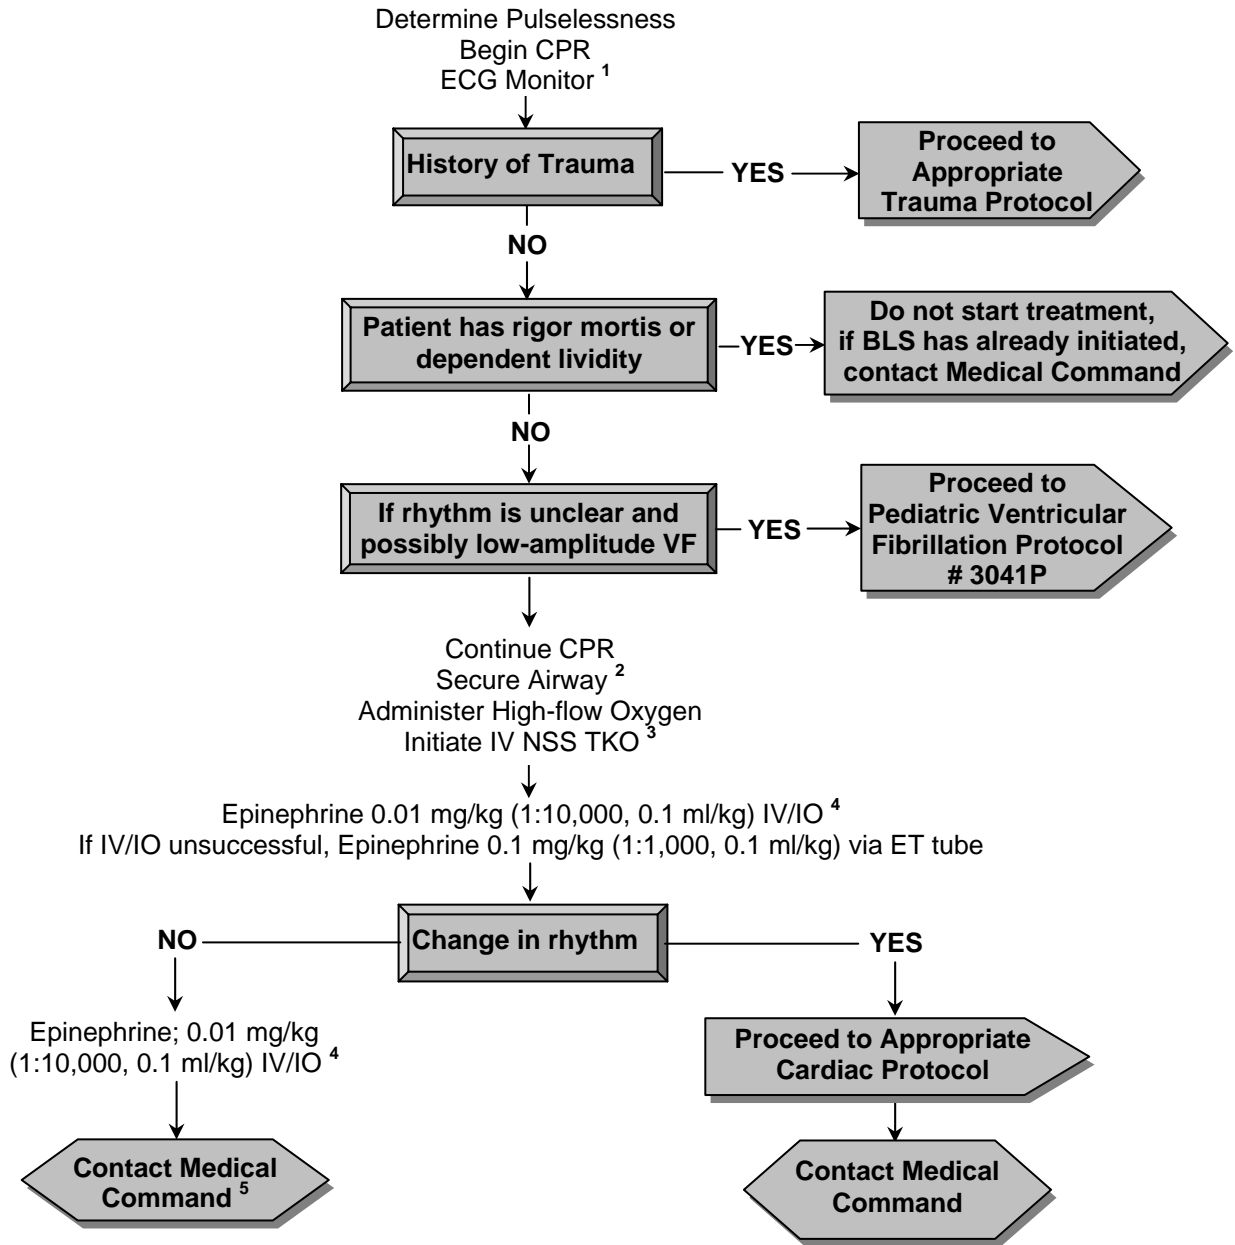 Determine Pulselessness
Begin CPR
ECG Monitor 1
History of Trauma
YES
Proceed to
Appropriate
Trauma Protocol
NO
Patient has rigor mortis or
dependent lividity
YES
Do not start treatment,
if BLS has already initiated,
contact Medical Command
NO
If rhythm is unclear and
possibly low-amplitude VF
YES
Proceed to
Pediatric Ventricular
Fibrillation Protocol
# 3041P
Continue CPR
Secure Airway 2
Administer High-flow Oxygen
Initiate IV NSS TKO 3
Epinephrine 0.01 mg/kg (1:10,000, 0.1 ml/kg) IV/IO 4
If IV/IO unsuccessful, Epinephrine 0.1 mg/kg (1:1,000, 0.1 ml/kg) via ET tube
Change in rhythm
NO
YES
Epinephrine; 0.01 mg/kg
(1:10,000, 0.1 ml/kg) IV/IO 4
Proceed to Appropriate
Cardiac Protocol
Contact Medical
Command 5
Contact Medical
Command